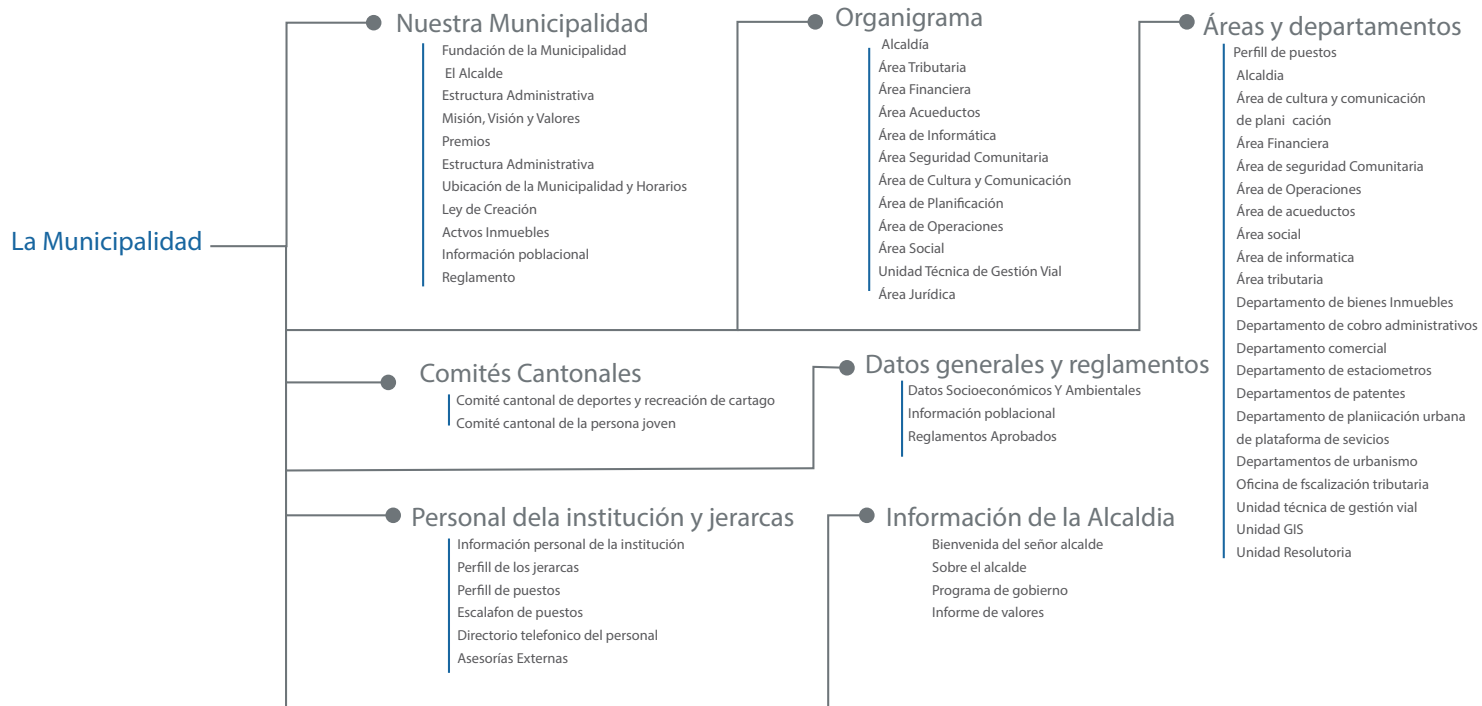 La Municipalidad
Nuestra Municipalidad
Fundación de la Municipalidad
El Alcalde
Estructura Administrativa
Misión, Visión y Valores
Premios
Estructura Administrativa
Ubicación de la Municipalidad y Horarios
Ley de Creación
Actvos Inmuebles
Información poblacional
Reglamento
Organigrama
Alcaldía
Área Tributaria
Área Financiera
Área Acueductos
Área de Informática
Área Seguridad Comunitaria
Área de Cultura y Comunicación
Área de Planificación
Área de Operaciones
Área Social
Unidad Técnica de Gestión Vial
Área Jurídica
Áreas y departamentos
Perfill de puestos
Alcaldia
Área de cultura y comunicación
de plani cación
Área Financiera
Área de seguridad Comunitaria
Área de Operaciones
Área de acueductos
Área social
Área de informatica
Área tributaria
Departamento de bienes Inmuebles
Departamento de cobro administrativos
Departamento comercial
Departamento de estaciometros
Departamentos de patentes
Departamento de planiicación urbana
de plataforma de sevicios
Departamentos de urbanismo
Oficina de fscalización tributaria
Unidad técnica de gestión vial
Unidad GIS
Unidad Resolutoria
Comités Cantonales
Comité cantonal de deportes y recreación de cartago
Comité cantonal de la persona joven
Datos generales y reglamentos
Datos Socioeconómicos Y Ambientales
Información poblacional
Reglamentos Aprobados
Personal dela institución y jerarcas
Información personal de la institución
Perfill de los jerarcas
Perfill de puestos
Escalafon de puestos
Directorio telefonico del personal
Asesorías Externas
Información de la Alcaldia
Bienvenida del señor alcalde
Sobre el alcalde
Programa de gobierno
Informe de valores